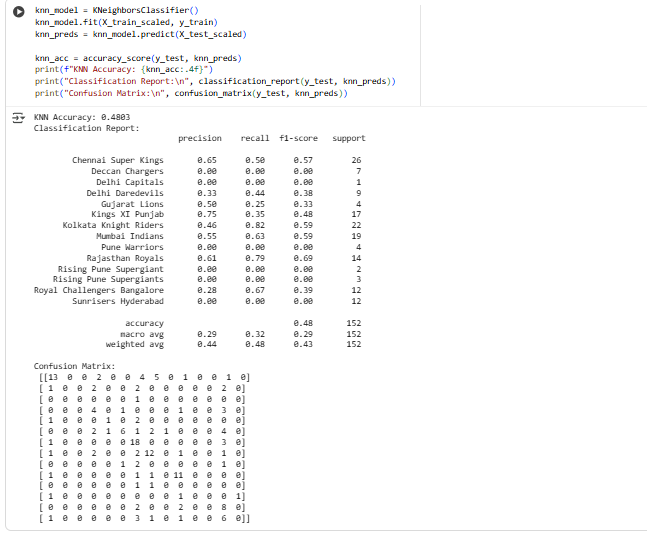 knn_model = KNeighborsClassifier()
knn_model.fit(X_train_scaled, y_train)
knn_preds = knn_model.predict(X_test_scaled)

knn_acc = accuracy_score(y_test, knn_preds)
print(f"KNN Accuracy: {knn_acc:.4f}")
print("Classification Report:\n", classification_report(y_test, knn_preds))
print("Confusion Matrix:\n", confusion_matrix(y_test, knn_preds))

KNN Accuracy: 0.4803
Classification Report:
precision recall f1-score support

Chennai Super Kings 0.65 0.50 0.57 26
Deccan Chargers 0.00 0.00 0.00 7
Delhi Capitals 0.00 0.00 0.00 1
Delhi Daredevils 0.33 0.44 0.38 9
Gujarat Lions 0.50 0.25 0.33 4
Kings XI Punjab 0.75 0.35 0.48 17
Kolkata Knight Riders 0.46 0.82 0.59 22
Mumbai Indians 0.55 0.63 0.59 19
Pune Warriors 0.00 0.00 0.00 4
Rajasthan Royals 0.61 0.79 0.69 14
Rising Pune Supergiant 0.00 0.00 0.00 2
Rising Pune Supergiants 0.00 0.00 0.00 3
Royal Challengers Bangalore 0.28 0.67 0.39 12
Sunrisers Hyderabad 0.00 0.00 0.00 12

accuracy 0.48 152
macro avg 0.29 0.32 0.29 152
weighted avg 0.44 0.48 0.43 152

Confusion Matrix:
[[13 0 0 2 0 0 4 5 0 1 0 0 1 0]
[ 1 0 0 2 0 0 2 0 0 0 0 0 2 0]
[ 0 0 0 0 0 0 1 0 0 0 0 0 0 0]
[ 0 0 0 4 0 1 0 0 0 1 0 0 3 0]
[ 1 0 0 0 1 0 2 0 0 0 0 0 0 0]
[ 0 0 0 2 1 6 1 2 1 0 0 0 4 0]
[ 1 0 0 0 0 0 18 0 0 0 0 0 3 0]
[ 1 0 0 2 0 0 2 12 0 1 0 0 1 0]
[ 0 0 0 0 0 1 2 0 0 0 0 0 1 0]
[ 1 0 0 0 0 0 1 1 0 11 0 0 0 0]
[ 0 0 0 0 0 0 1 1 0 0 0 0 0 0]
[ 1 0 0 0 0 0 0 0 0 1 0 0 0 1]
[ 0 0 0 0 0 0 2 0 0 2 0 0 8 0]
[ 1 0 0 0 0 0 3 1 0 1 0 0 6 0]]